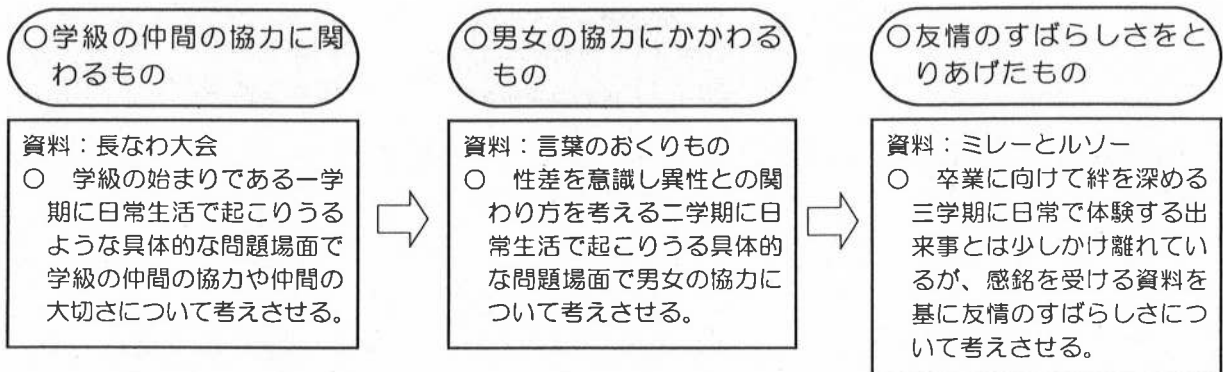 ○学級の仲間の協力に関
わるもの
資料：長なわ大会
○　学級の始まりである一学
期に日常生活で起こりうる
ような具体的な問題場面で
学級の仲間の協力や仲間の
大切さについて考えさせる。
○男女の協力にかかわる
もの
資料：言葉のおくりもの
○　性差を意識し異性との関
わり方を考える二学期に日
常生活で起こりうる具体的
な問題場面で男女の協力に
ついて考えさせる。
○友情のすばらしさをと
りあげたもの
資料：ミレーとルソー
○　卒業に向けて絆を深める
三学期に日常で体験する出
来事とは少しかけ離れてい
るが、感銘を受ける資料を
基に友情のすばらしさにつ
いて考えさせる。